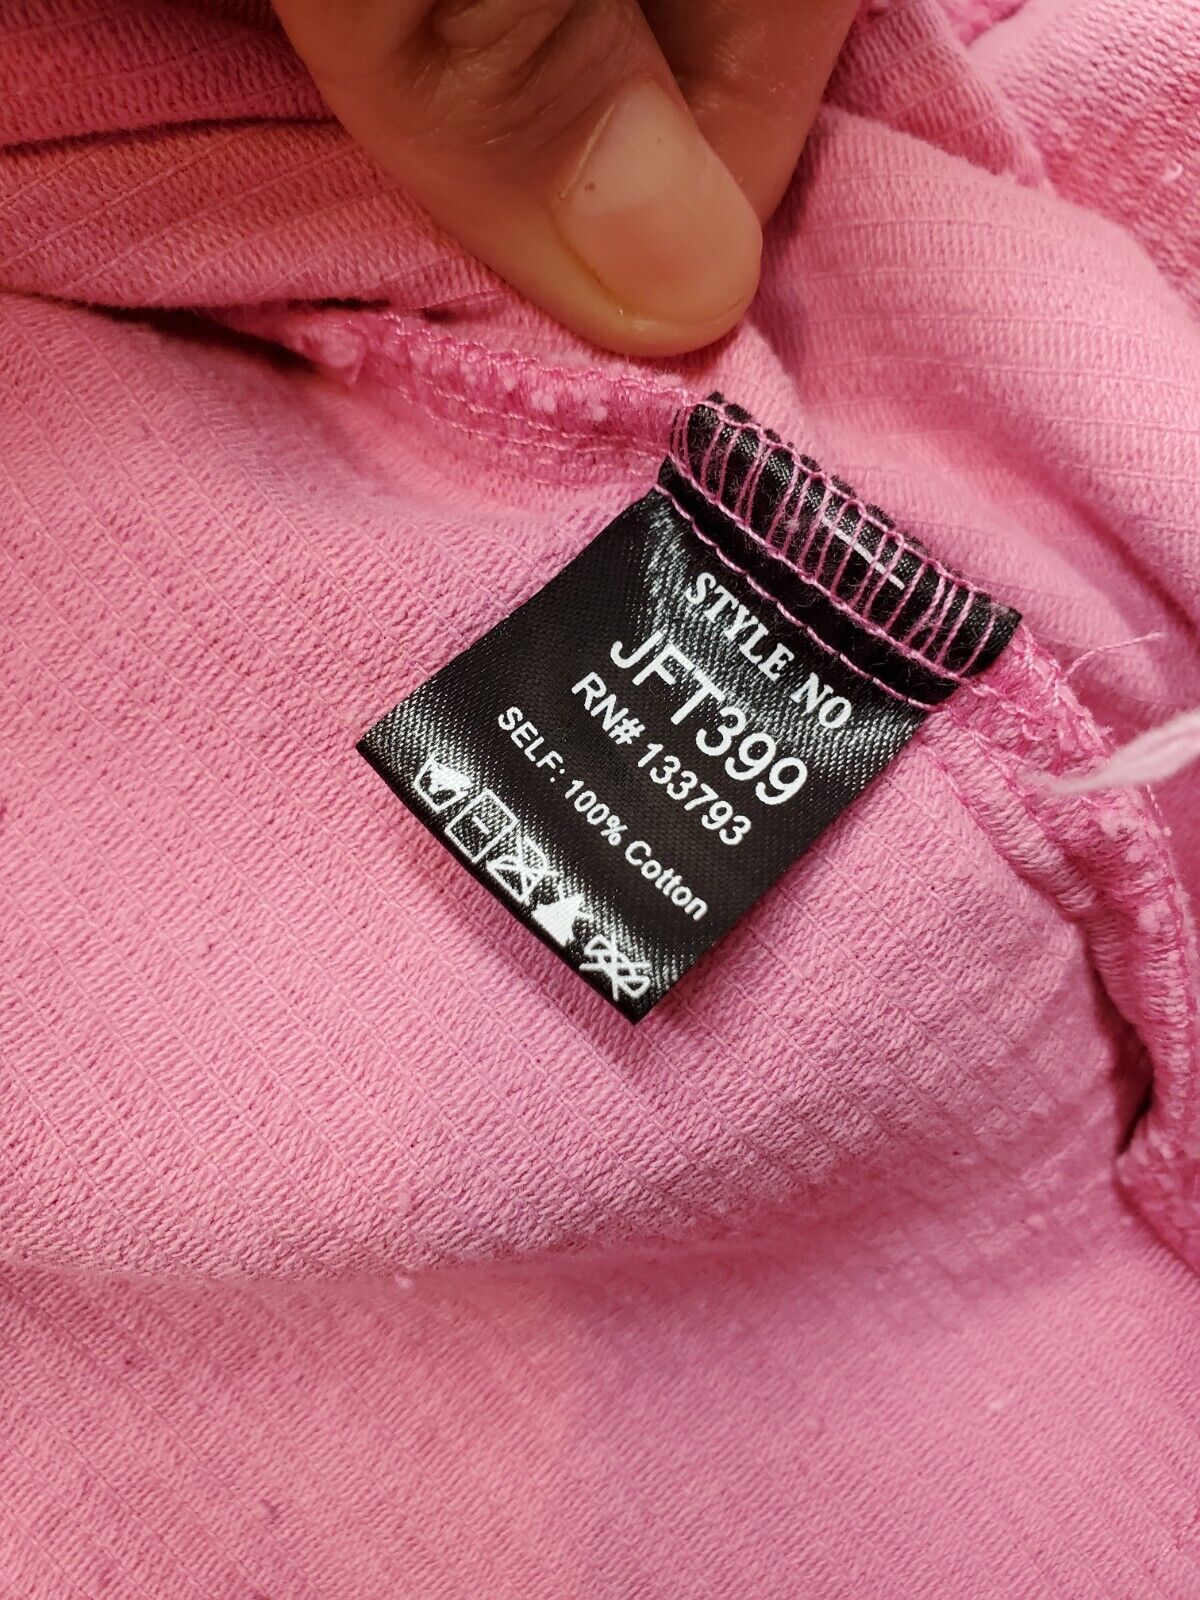 STYLE NO
JFT399
RN# 133793
SELF: 100% Cotton